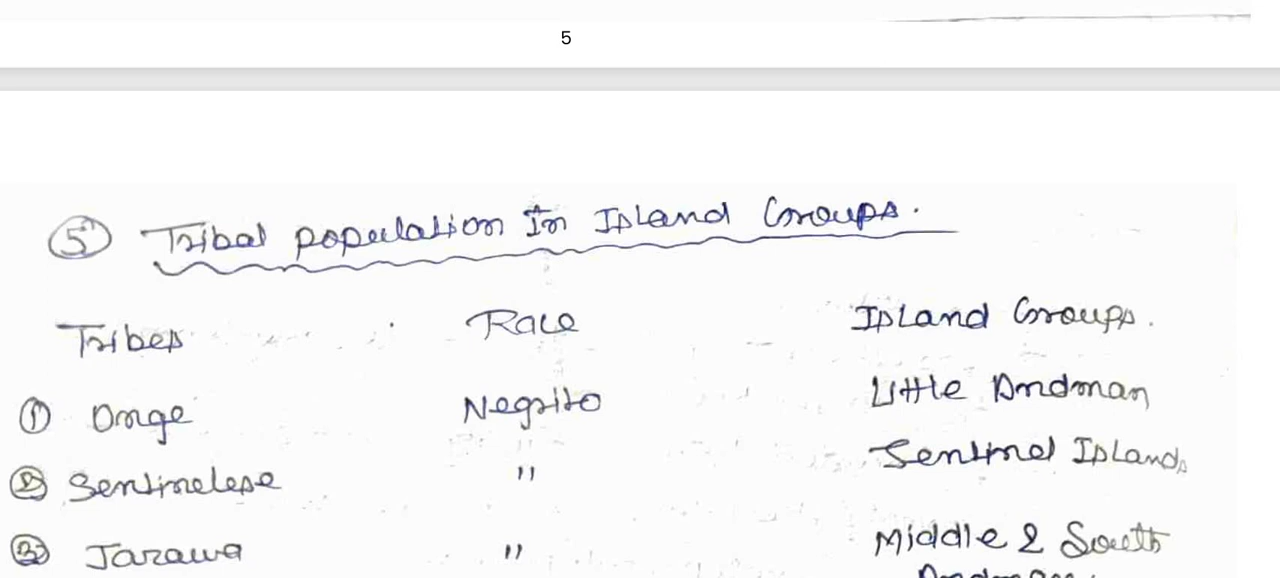 5
⑤ Tribal population In Island Groups.
Tribes Race Island Groups.
① Onge Negrito Little Andman
② Sentinelese " Sentinel Islands
③ Jarawa " Middle & South